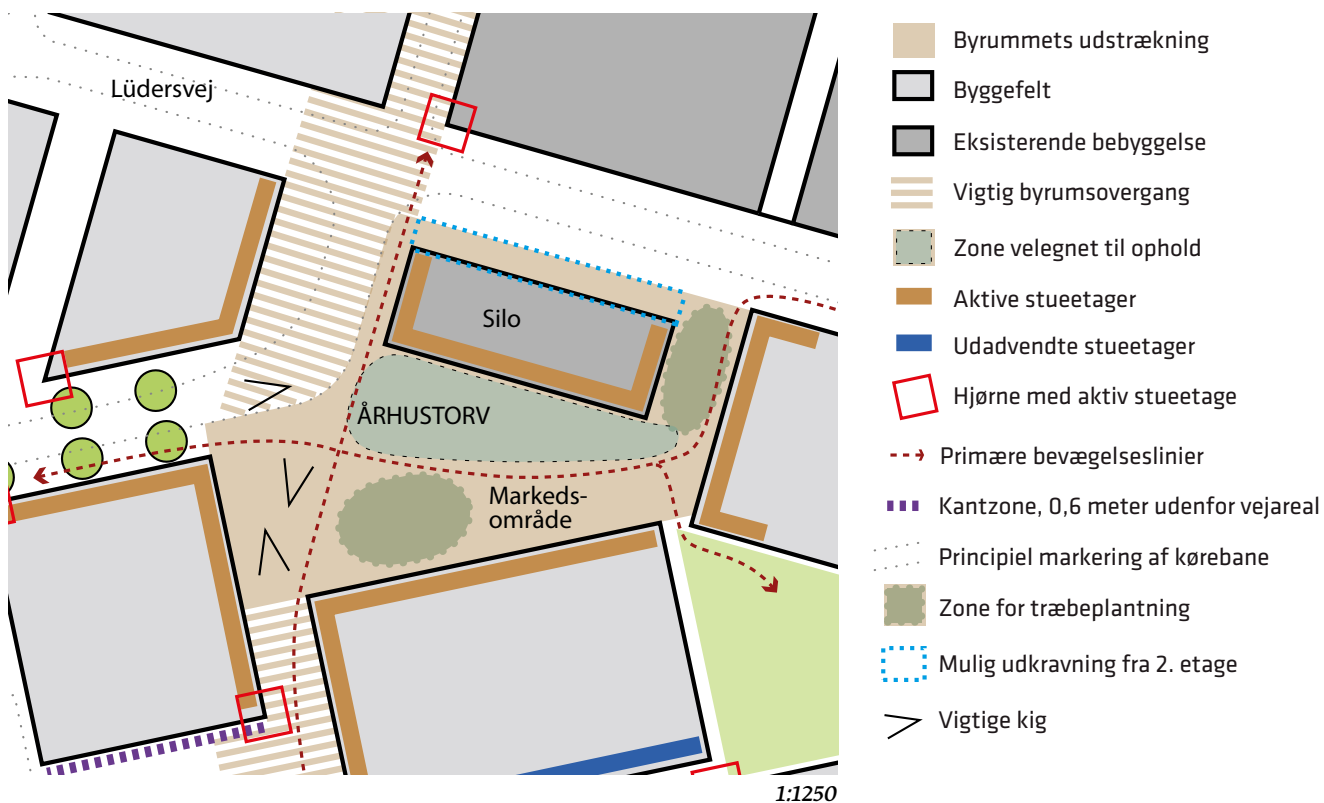 Lüdersvej
Silo
ÅRHUSTORV
Markeds-
område
Byrummets udstrækning
Byggefelt
Eksisterende bebyggelse
Vigtig byrumsovergang
Zone velegnet til ophold
Aktive stueetager
Udadvendte stueetager
Hjørne med aktiv stueetage
Primære bevægelseslinier
Kantzone, 0,6 meter udenfor vejareal
Principiel markering af kørebane
Zone for træbeplantning
Mulig udkravning fra 2. etage
Vigtige kig
1:1250